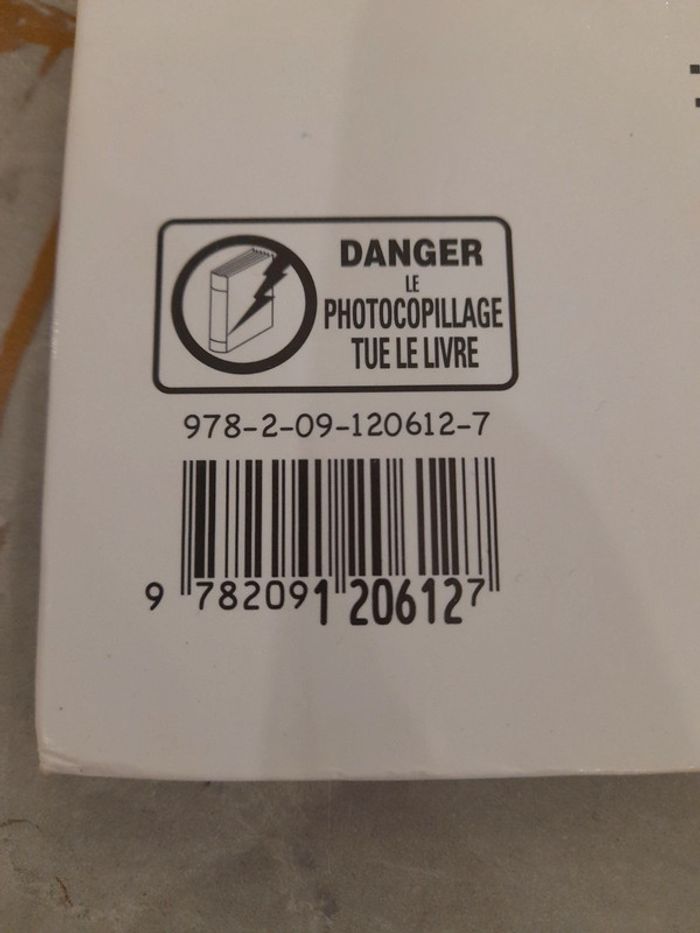 DANGER
LE
PHOTOCOPILLAGE
TUE LE LIVRE
978-2-09-120612-7
9 782091 206127